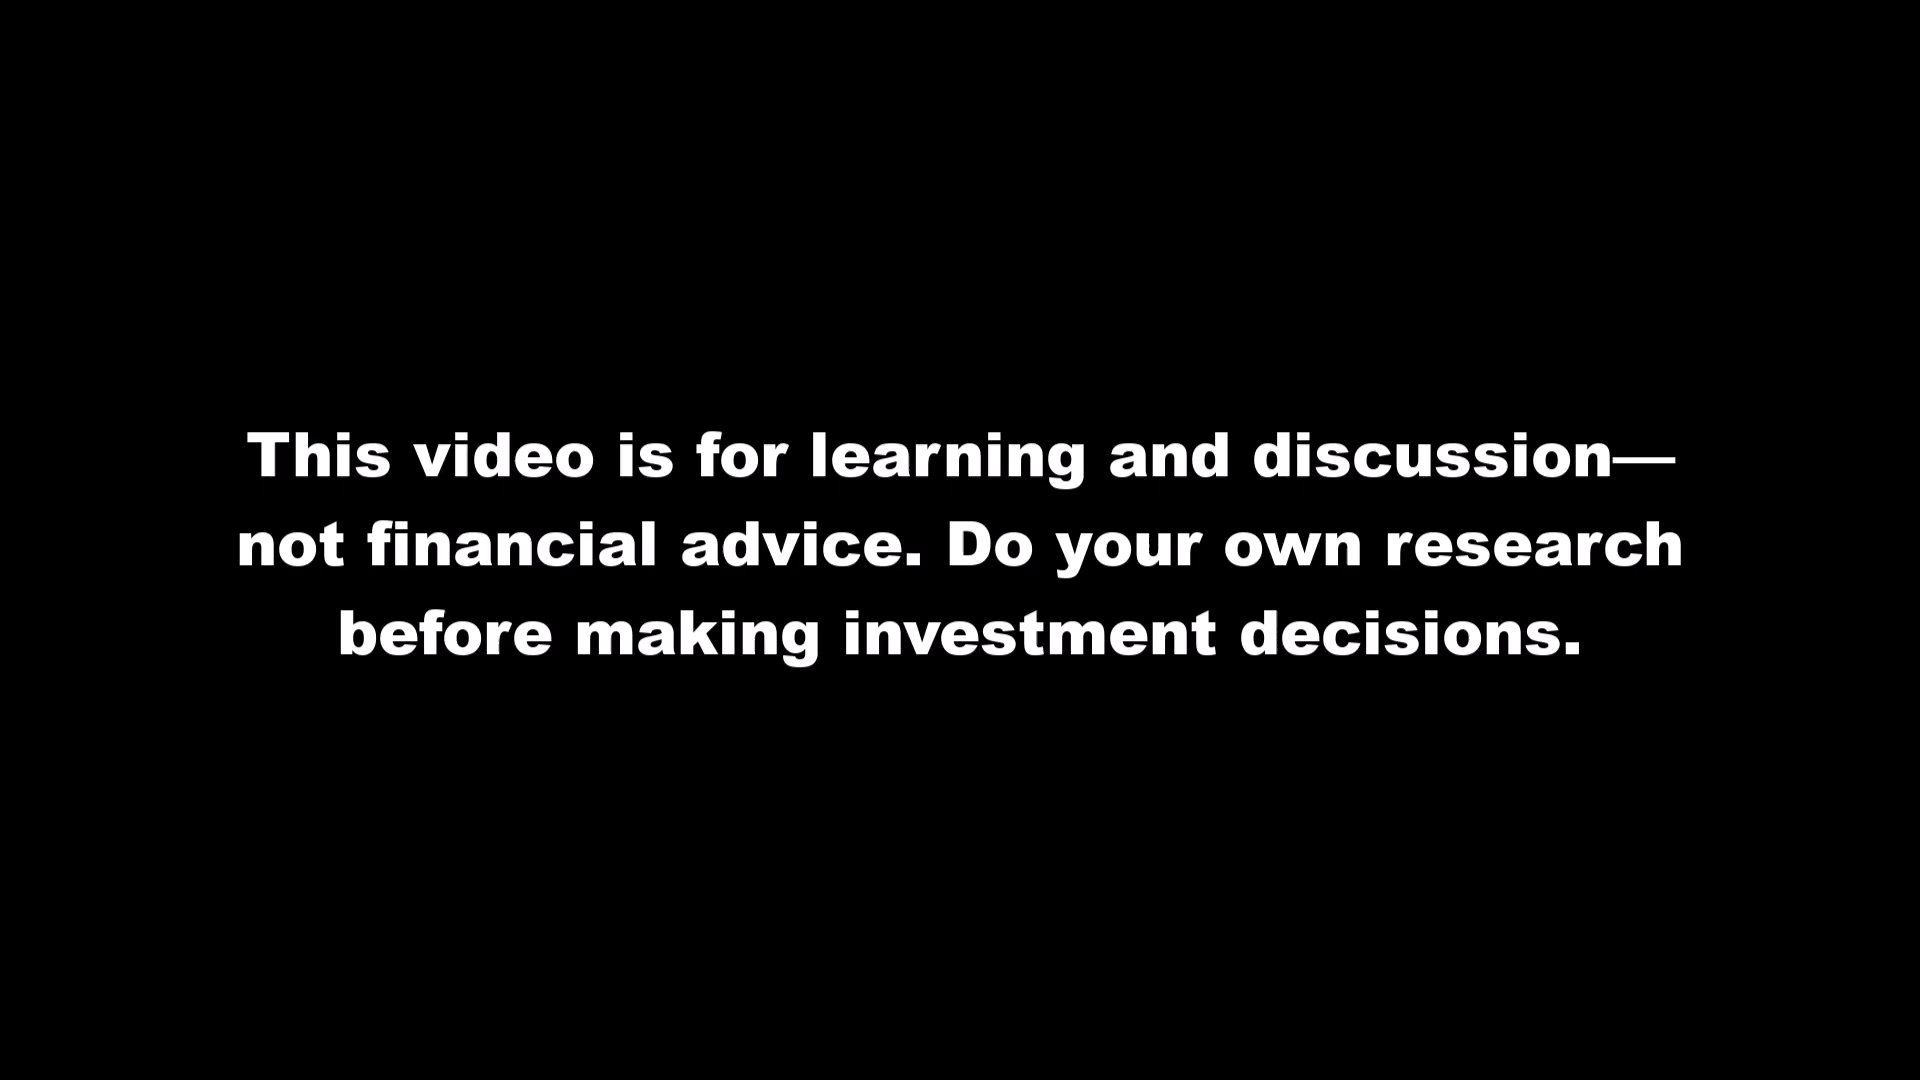 This video is for learning and discussion—
not financial advice. Do your own research
before making investment decisions.